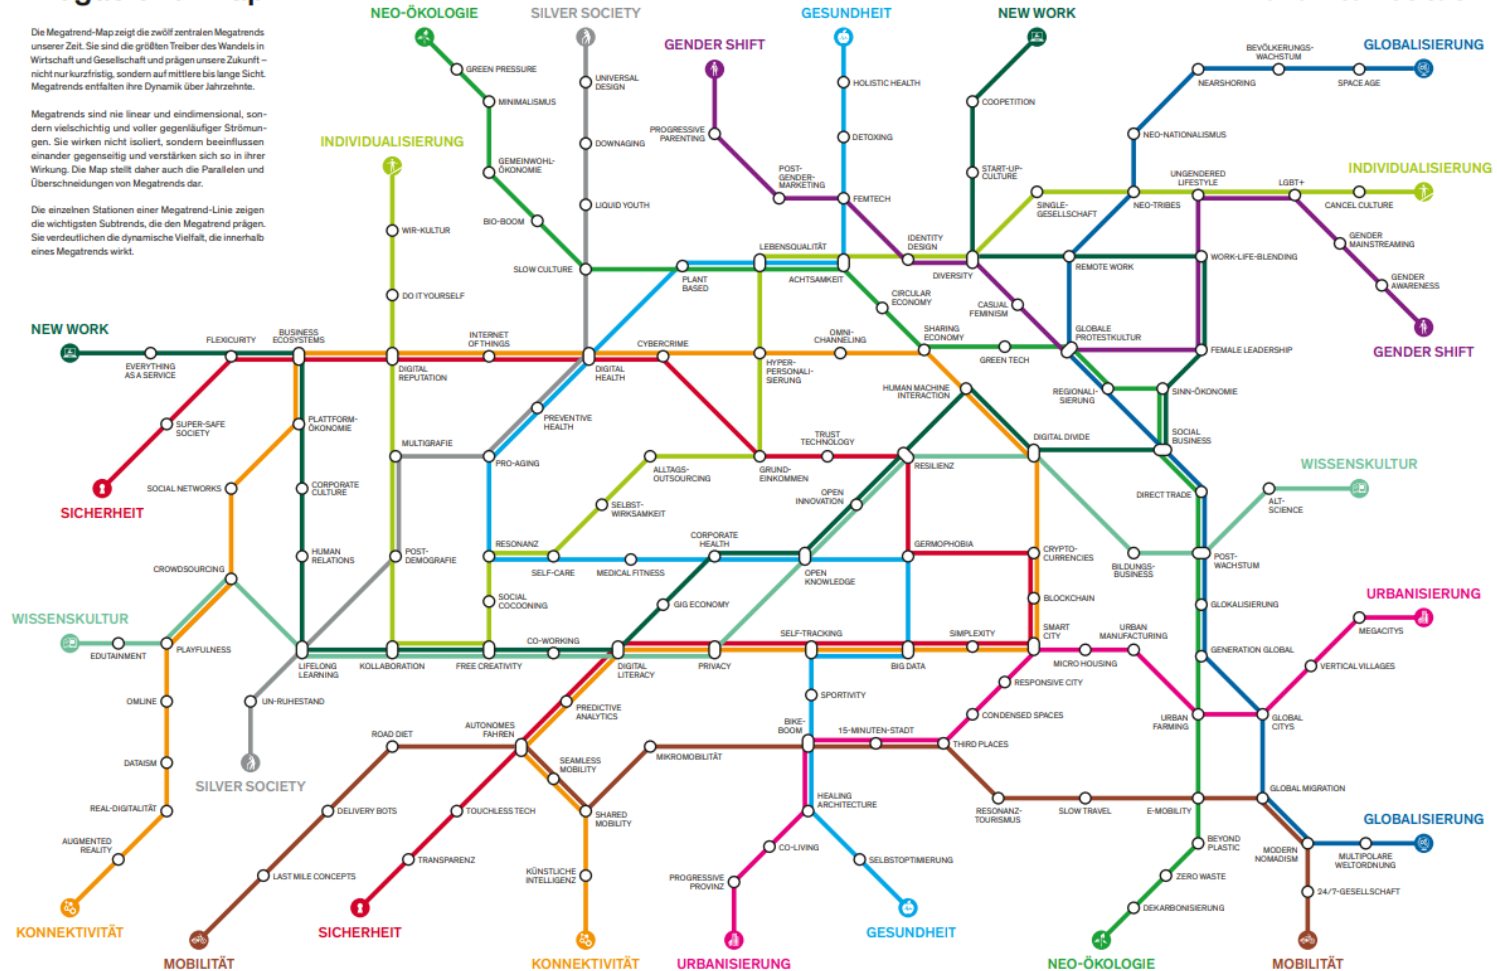 Die Megatrend-Map zeigt die zwölf zentralen Megatrends
unserer Zeit. Sie sind die größten Treiber des Wandels in
Wirtschaft und Gesellschaft und prägen unsere Zukunft –
nicht nur kurzfristig, sondern auf mittlere bis lange Sicht.
Megatrends entfalten ihre Dynamik über Jahrzehnte.
Megatrends sind nie linear und eindimensional, son-
dern vielschichtig und voller gegenläufiger Strömun-
gen. Sie wirken nicht isoliert, sondern beeinflussen
einander gegenseitig und verstärken sich so in ihrer
Wirkung. Die Map stellt daher auch die Parallelen und
Überschneidungen von Megatrends dar.
Die einzelnen Stationen einer Megatrend-Linie zeigen
die wichtigsten Subtrends, die den Megatrend prägen.
Sie verdeutlichen die dynamische Vielfalt, die innerhalb
eines Megatrends wirkt.
NEO-ÖKOLOGIE
SILVER SOCIETY
GESUNDHEIT
NEW WORK
GENDER SHIFT
GLOBALISIERUNG
BEVÖLKERUNGS-
WACHSTUM
GREEN PRESSURE
UNIVERSAL
DESIGN
HOLISTIC HEALTH
NEARSHORING
SPACE AGE
MINIMALISMUS
COOPETITION
PROGRESSIVE
PARENTING
DETOXING
NEO-NATIONALISMUS
INDIVIDUALISIERUNG
DOWNAGING
GEMEINWOHL-
ÖKONOMIE
POST-
GENDER-
MARKETING
START-UP-
CULTURE
UNGENDERED
LIFESTYLE
LGBT+
INDIVIDUALISIERUNG
LIQUID YOUTH
FEMTECH
SINGLE-
GESELLSCHAFT
NEO-TRIBES
CANCEL CULTURE
BIO-BOOM
WIR-KULTUR
LEBENSQUALITÄT
IDENTITY
DESIGN
GENDER
MAINSTREAMING
SLOW CULTURE
PLANT
BASED
ACHTSAMKEIT
DIVERSITY
REMOTE WORK
WORK-LIFE-BLENDING
DO IT YOURSELF
CIRCULAR
ECONOMY
CASUAL
FEMINISM
GENDER
AWARENESS
NEW WORK
FLEXICURITY
BUSINESS
ECOSYSTEMS
INTERNET
OF THINGS
CYBERCRIME
OMNI-
CHANNELING
SHARING
ECONOMY
GREEN TECH
GLOBALE
PROTESTKULTUR
FEMALE LEADERSHIP
GENDER SHIFT
EVERYTHING
AS A SERVICE
DIGITAL
REPUTATION
DIGITAL
HEALTH
HYPER-
PERSONALI-
SIERUNG
HUMAN MACHINE
INTERACTION
REGIONALI-
SIERUNG
SINN-ÖKONOMIE
SUPER-SAFE
SOCIETY
PLATTFORM-
ÖKONOMIE
PREVENTIVE
HEALTH
MULTIGRAFIE
TRUST
TECHNOLOGY
DIGITAL DIVIDE
SOCIAL
BUSINESS
PRO-AGING
ALLTAGS-
OUTSOURCING
GRUND-
EINKOMMEN
RESILIENZ
WISSENSKULTUR
SOCIAL NETWORKS
CORPORATE
CULTURE
OPEN
INNOVATION
DIRECT TRADE
ALT-
SCIENCE
SICHERHEIT
SELBST-
WIRKSAMKEIT
CORPORATE
HEALTH
HUMAN
RELATIONS
POST-
DEMOGRAFIE
RESONANZ
GERMOPHOBIA
CRYPTO-
CURRENCIES
POST-
WACHSTUM
CROWDSOURCING
SELF-CARE
MEDICAL FITNESS
OPEN
KNOWLEDGE
BILDUNGS-
BUSINESS
SOCIAL
COCOONING
GIG ECONOMY
BLOCKCHAIN
GLOKALISIERUNG
URBANISIERUNG
WISSENSKULTUR
CO-WORKING
SELF-TRACKING
SIMPLEXITY
SMART
CITY
URBAN
MANUFACTURING
MEGACITYS
EDUTAINMENT
PLAYFULNESS
LIFELONG
LEARNING
KOLLABORATION
FREE CREATIVITY
DIGITAL
LITERACY
PRIVACY
BIG DATA
MICRO HOUSING
GENERATION GLOBAL
VERTICAL VILLAGES
RESPONSIVE CITY
OMLINE
UN-RUHESTAND
PREDICTIVE
ANALYTICS
SPORTIVITY
CONDENSED SPACES
URBAN
FARMING
GLOBAL
CITYS
ROAD DIET
AUTONOMES
FAHREN
BIKE-
BOOM
15-MINUTEN-STADT
THIRD PLACES
DATAISM
SEAMLESS
MOBILITY
MIKROMOBILITÄT
SILVER SOCIETY
REAL-DIGITALITÄT
DELIVERY BOTS
TOUCHLESS TECH
SHARED
MOBILITY
HEALING
ARCHITECTURE
RESONANZ-
TOURISMUS
SLOW TRAVEL
E-MOBILITY
GLOBAL MIGRATION
GLOBALISIERUNG
AUGMENTED
REALITY
TRANSPARENZ
CO-LIVING
SELBSTOPTIMIERUNG
BEYOND
PLASTIC
MODERN
NOMADISM
MULTIPOLARE
WELTORDNUNG
LAST MILE CONCEPTS
KÜNSTLICHE
INTELLIGENZ
PROGRESSIVE
PROVINZ
ZERO WASTE
24/7-GESELLSCHAFT
DEKARBONISIERUNG
KONNEKTIVITÄT
SICHERHEIT
GESUNDHEIT
MOBILITÄT
KONNEKTIVITÄT
URBANISIERUNG
NEO-ÖKOLOGIE
MOBILITÄT